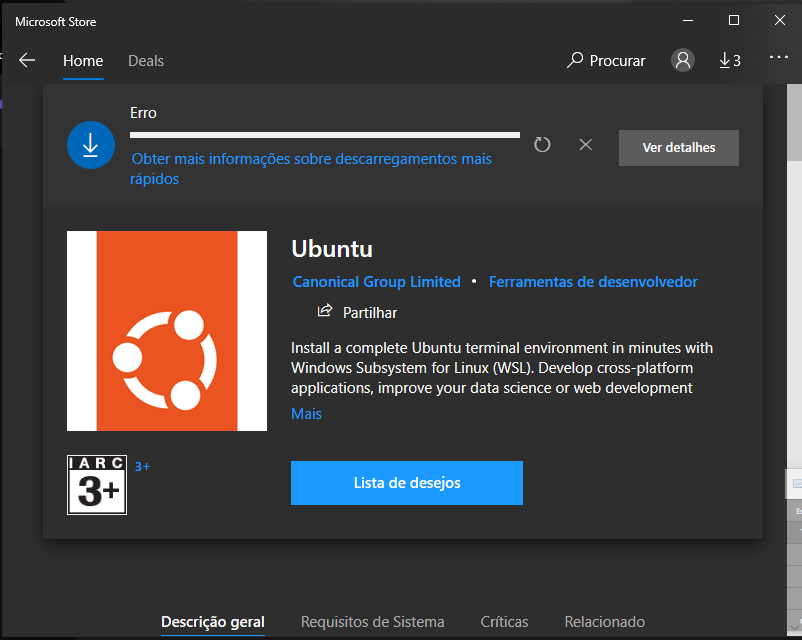 Microsoft Store
Home
Deals
Procurar
3
Erro
Obter mais informações sobre descarregamentos mais
rápidos
Ver detalhes
Ubuntu
Canonical Group Limited • Ferramentas de desenvolvedor
Partilhar
Install a complete Ubuntu terminal environment in minutes with
Windows Subsystem for Linux (WSL). Develop cross-platform
applications, improve your data science or web development
Mais
IARC
3+
3+
Lista de desejos
Descrição geral
Requisitos de Sistema
Críticas
Relacionado